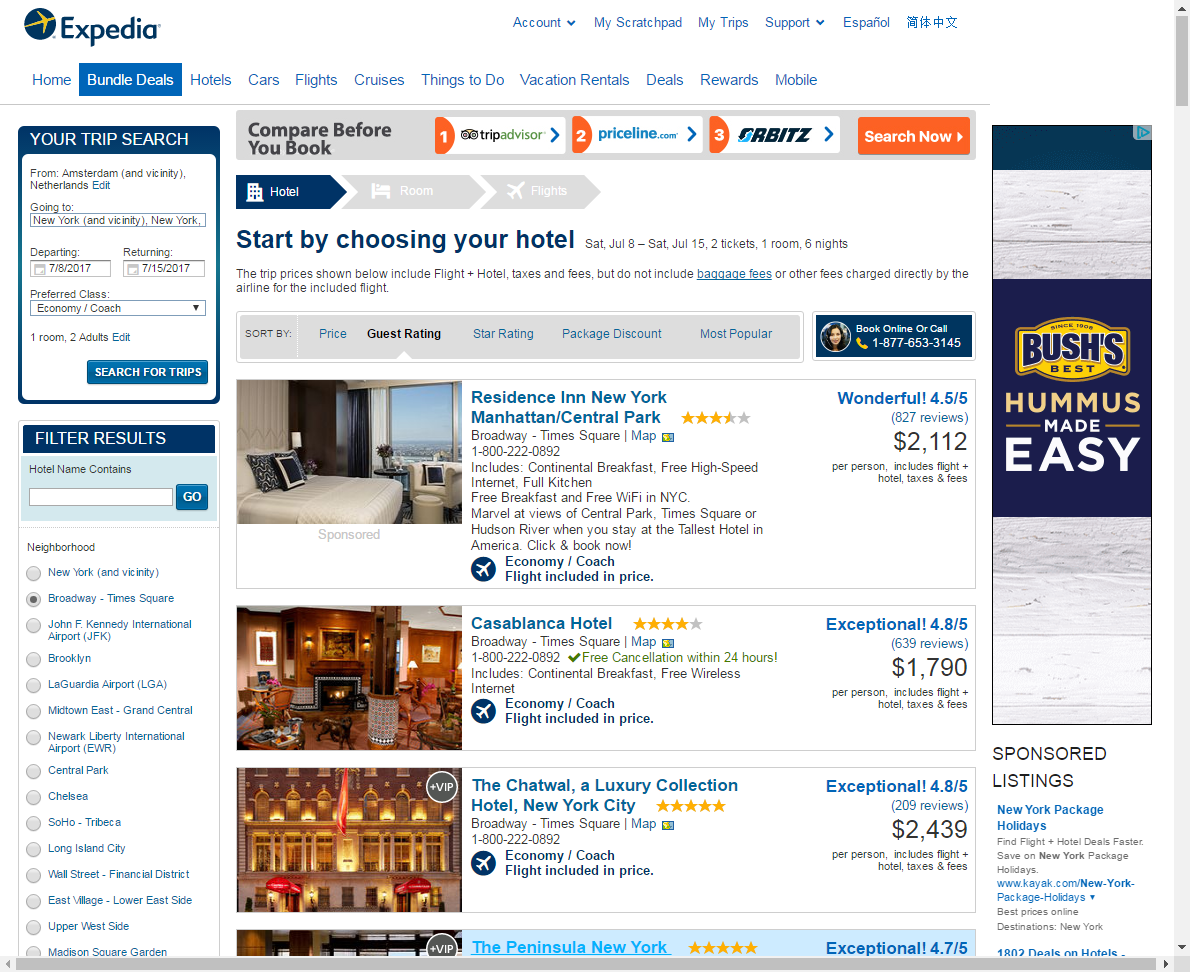 Expedia
Account
My Scratchpad
My Trips
Support
Español
简体中文
Home
Bundle Deals
Hotels
Cars
Flights
Cruises
Things to Do
Vacation Rentals
Deals
Rewards
Mobile
YOUR TRIP SEARCH
From: Amsterdam (and vicinity),
Netherlands Edit
Going to:
New York (and vicinity), New York,
Departing:
Returning:
7/8/2017
7/15/2017
Preferred Class:
Economy / Coach
1 room, 2 Adults Edit
SEARCH FOR TRIPS
FILTER RESULTS
Hotel Name Contains
GO
Neighborhood
New York (and vicinity)
Broadway - Times Square
John F. Kennedy International
Airport (JFK)
Brooklyn
LaGuardia Airport (LGA)
Midtown East - Grand Central
Newark Liberty International
Airport (EWR)
Central Park
Chelsea
SoHo - Tribeca
Long Island City
Wall Street - Financial District
East Village - Lower East Side
Upper West Side
Madison Square Garden
Compare Before
You Book
1 tripadvisor
2 priceline.com
3 ORBITZ
Search Now
Hotel
Room
Flights
Start by choosing your hotel Sat, Jul 8 – Sat, Jul 15, 2 tickets, 1 room, 6 nights
The trip prices shown below include Flight + Hotel, taxes and fees, but do not include baggage fees or other fees charged directly by the
airline for the included flight.
SORT BY:
Price
Guest Rating
Star Rating
Package Discount
Most Popular
Book Online Or Call
1-877-653-3145
Sponsored
Residence Inn New York
Manhattan/Central Park
Broadway - Times Square | Map
1-800-222-0892
Includes: Continental Breakfast, Free High-Speed
Internet, Full Kitchen
Free Breakfast and Free WiFi in NYC.
Marvel at views of Central Park, Times Square or
Hudson River when you stay at the Tallest Hotel in
America. Click & book now!
Economy / Coach
Flight included in price.
Wonderful! 4.5/5
(827 reviews)
$2,112
per person, includes flight +
hotel, taxes & fees
Casablanca Hotel
Broadway - Times Square | Map
1-800-222-0892 Free Cancellation within 24 hours!
Includes: Continental Breakfast, Free Wireless
Internet
Economy / Coach
Flight included in price.
Exceptional! 4.8/5
(639 reviews)
$1,790
per person, includes flight +
hotel, taxes & fees
+VIP
The Chatwal, a Luxury Collection
Hotel, New York City
Broadway - Times Square | Map
1-800-222-0892
Economy / Coach
Flight included in price.
Exceptional! 4.8/5
(209 reviews)
$2,439
per person, includes flight +
hotel, taxes & fees
+VIP
The Peninsula New York
Exceptional! 4.7/5
SINCE 1908
BUSH'S
BEST
HUMMUS
MADE
EASY
SPONSORED
LISTINGS
New York Package
Holidays
Find Flight + Hotel Deals Faster.
Save on New York Package
Holidays.
www.kayak.com/New-York-
Package-Holidays
Best prices online
Destinations: New York
1802 Deals on Hotels -